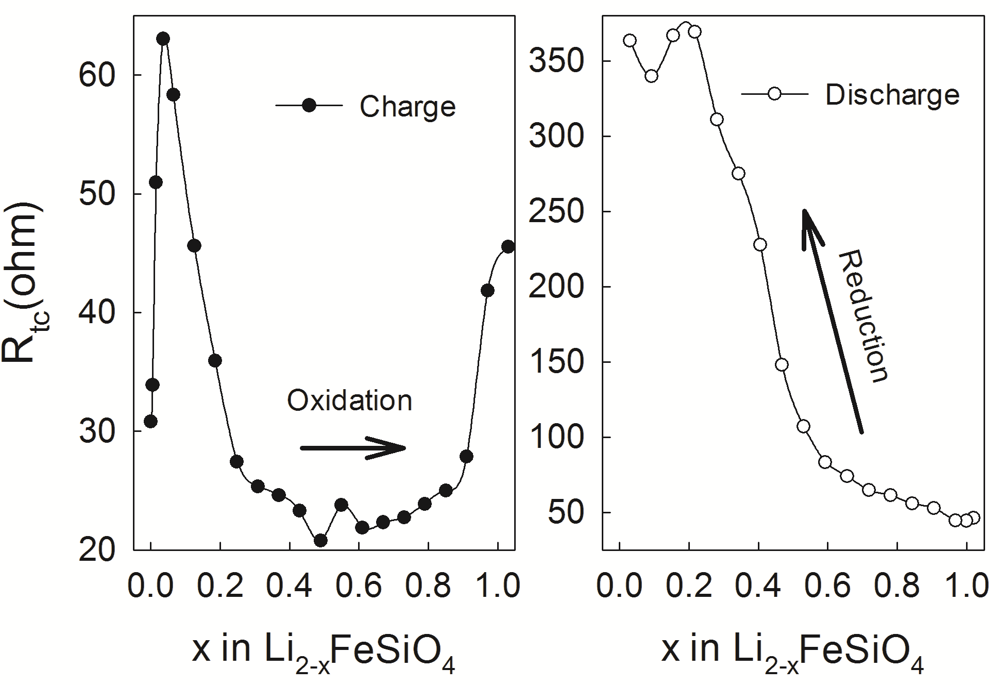 R_tc(ohm)
60
50
40
30
20
Charge
Oxidation
0.0 0.2 0.4 0.6 0.8 1.0
x in Li_2-xFeSiO_4
350
300
250
200
150
100
50
Discharge
Reduction
0.0 0.2 0.4 0.6 0.8 1.0
x in Li_2-xFeSiO_4